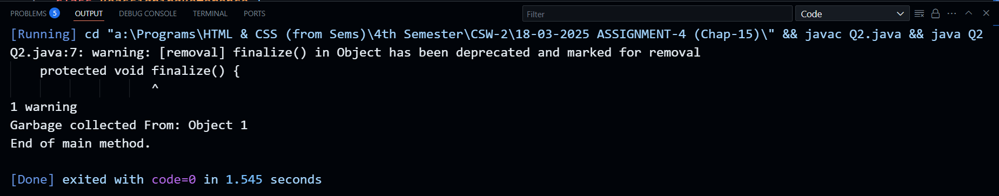 PROBLEMS 5 OUTPUT DEBUG CONSOLE TERMINAL PORTS Filter Code
[Running] cd "a:\Programs\HTML & CSS (from Sems)\4th Semester\CSW-2\18-03-2025 ASSIGNMENT-4 (Chap-15)\" && javac Q2.java && java Q2
Q2.java:7: warning: [removal] finalize() in Object has been deprecated and marked for removal
    protected void finalize() {
                   ^
1 warning
Garbage collected From: Object 1
End of main method.
[Done] exited with code=0 in 1.545 seconds